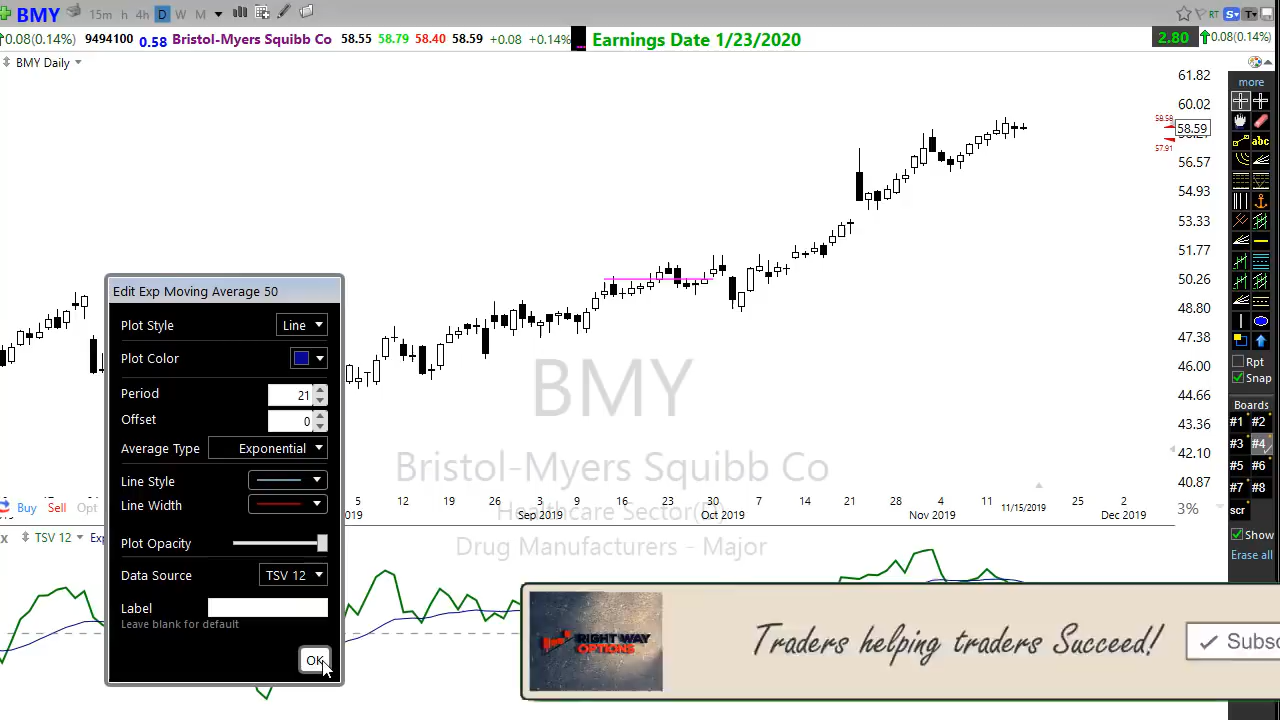 BMY 15m h 4h D W M RT S T
0.08(0.14%) 9494100 0.58 Bristol-Myers Squibb Co 58.55 58.79 58.40 58.59 +0.08 +0.14% Earnings Date 1/23/2020 2.80 0.08(0.14%)
BMY Daily
61.82
60.02
58.59
57.91
56.57
54.93
53.33
51.77
50.26
48.80
47.38
46.00
44.66
43.36
42.10
40.87
3%
more
abc
Rpt
Snap
Boards
#1 #2
#3 #4
#5 #6
#7 #8
scr
Show
Erase all
Edit Exp Moving Average 50
Plot Style Line
Plot Color
Period 21
Offset 0
Average Type Exponential
Line Style
Line Width
Plot Opacity
Data Source TSV 12
Label
Leave blank for default
OK
BMY
Bristol-Myers Squibb Co
Healthcare Sector
Drug Manufacturers - Major
5 12 19 26 3 9 16 23 30 7 14 21 28 4 11 11/15/2019 25 2
2019 Sep 2019 Oct 2019 Nov 2019 Dec 2019
Buy Sell Opt
x TSV 12 Exp
RIGHT WAY
OPTIONS
Traders helping traders Succeed!
✓ Subsc